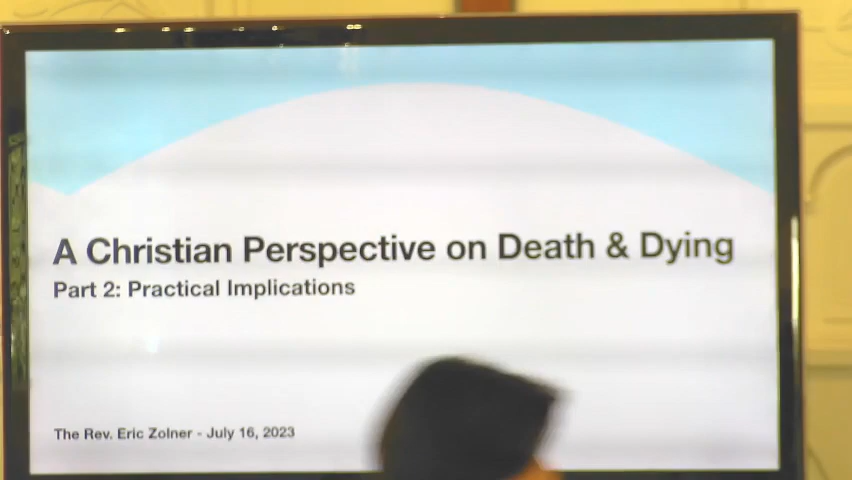 A Christian Perspective on Death & Dying
Part 2: Practical Implications
The Rev. Eric Zolner - July 16, 2023